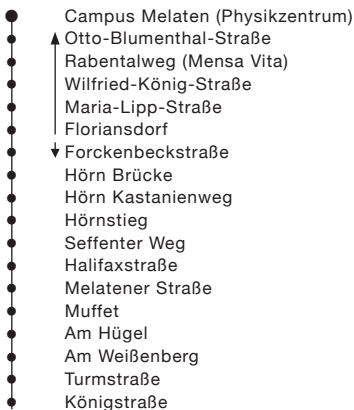 Campus Melaten (Physikzentrum)
Otto-Blumenthal-Straße
Rabentalweg (Mensa Vita)
Wilfried-König-Straße
Maria-Lipp-Straße
Floriansdorf
Forckenbeckstraße
Hörn Brücke
Hörn Kastanienweg
Hörnstieg
Seffenter Weg
Halifaxstraße
Melatener Straße
Muffet
Am Hügel
Am Weißenberg
Turmstraße
Königstraße